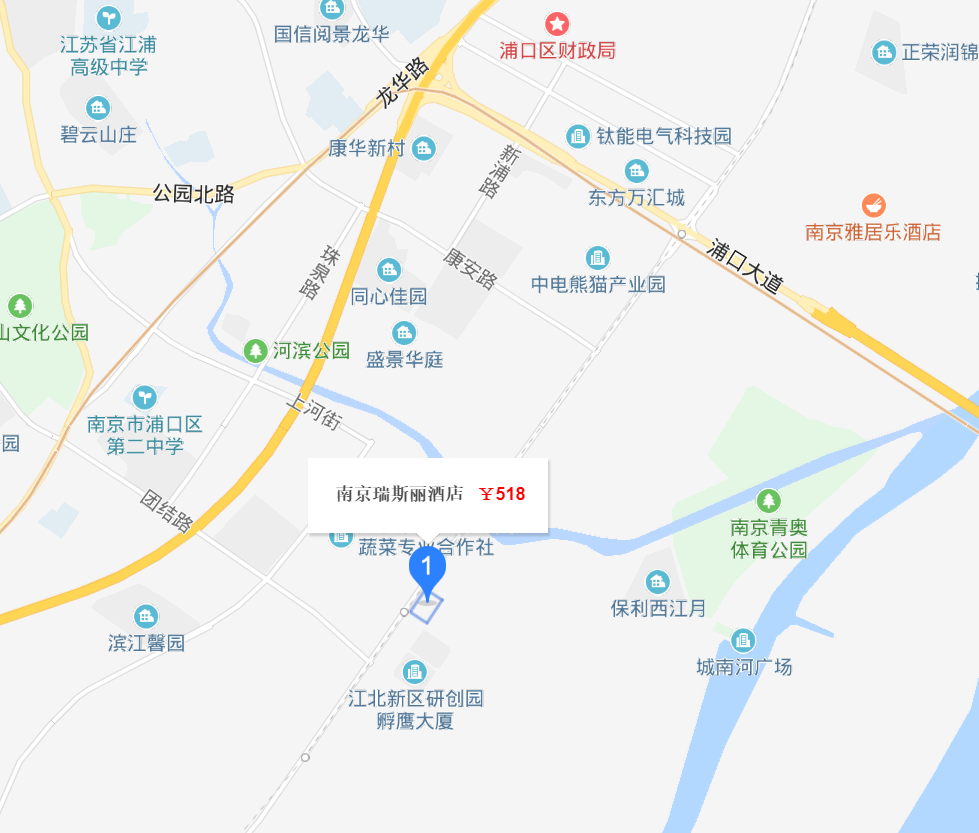 国信阅景龙华
江苏省江浦
高级中学
浦口区财政局
正荣润锦
龙华路
碧云山庄
康华新村
钛能电气科技园
新浦路
公园北路
东方万汇城
南京雅居乐酒店
珠泉路
康安路
浦口大道
同心佳园
中电熊猫产业园
山文化公园
河滨公园
盛景华庭
上河街
南京市浦口区
第二中学
园
团结路
南京瑞斯丽酒店 ¥518
蔬菜专业合作社
南京青奥
体育公园
1
保利西江月
滨江馨园
城南河广场
江北新区研创园
孵鹰大厦